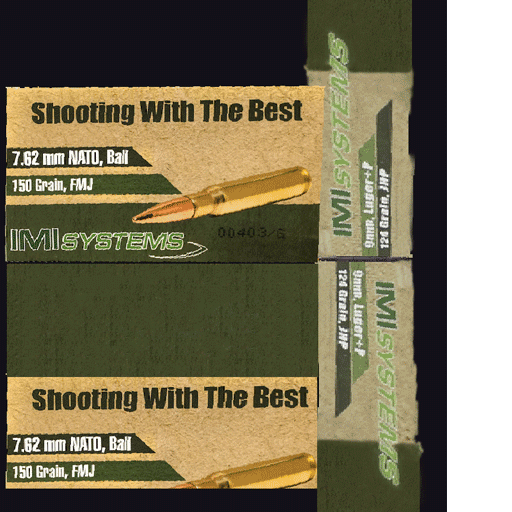 Shooting With The Best
7.62 mm NATO, Ball
150 Grain, FMJ
IMI SYSTEMS
00403/S
IMI SYSTEMS
9mm, Luger+P
124 Grain, JHP
Shooting With The Best
7.62 mm NATO, Ball
150 Grain, FMJ
IMI SYSTEMS
9mm, Luger+P
124 Grain, JHP